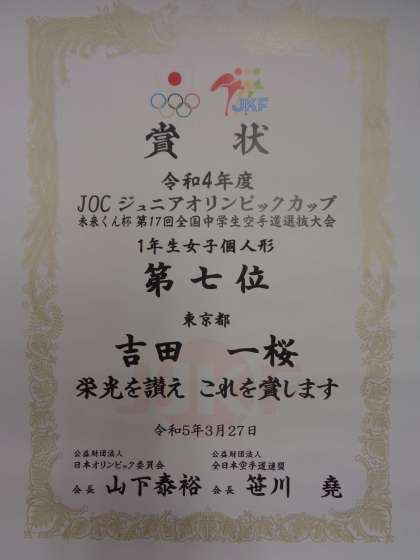 JKF
賞 状
令和4年度
JOC ジュニアオリンピックカップ
未来くん杯 第17回全国中学生空手道選抜大会
1年生女子個人形
第七位
東京都
吉田 一桜
栄光を讃え これを賞します
令和5年3月27日
公益財団法人 公益財団法人
日本オリンピック委員会 全日本空手道連盟
会長 山下泰裕 会長 笹川 堯